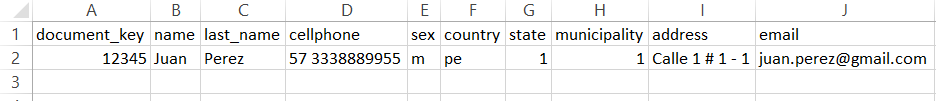 A B C D E F G H I J
1 document_key name last_name cellphone sex country state municipality address email
2 12345 Juan Perez 57 3338889955 m pe 1 1 Calle 1 # 1 - 1 juan.perez@gmail.com
3